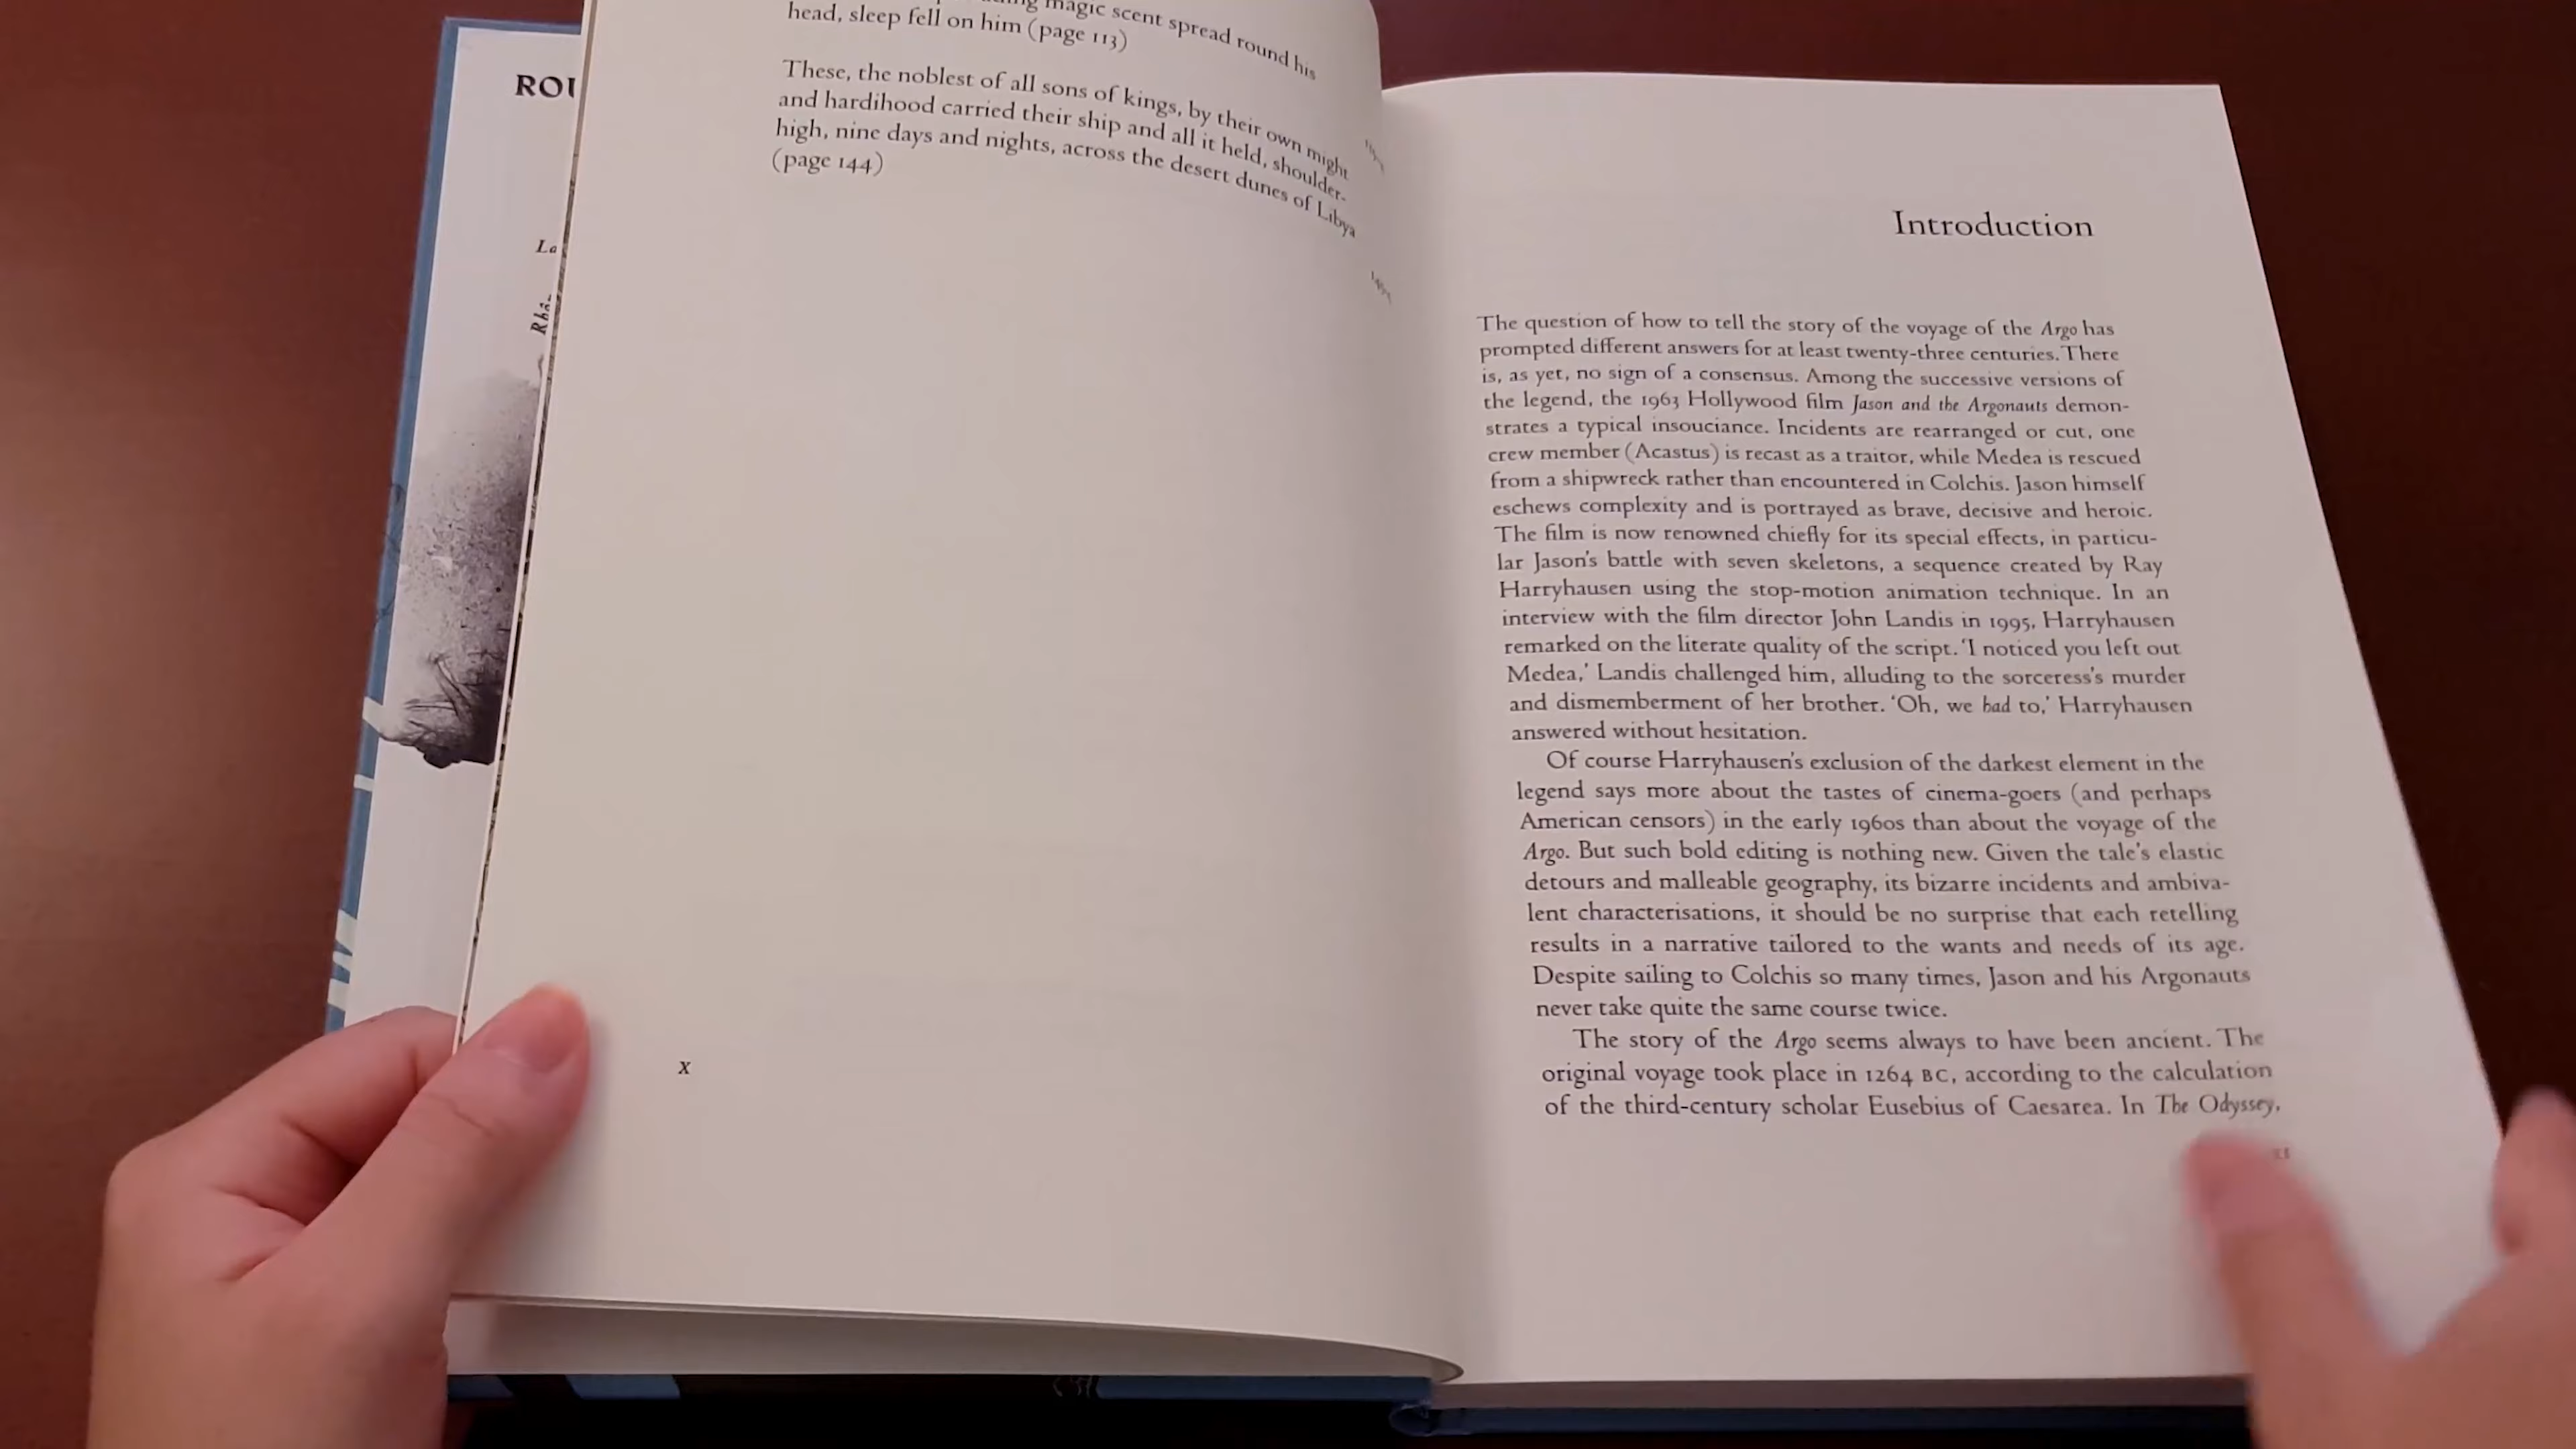 ROU
La
magic scent spread round his
head, sleep fell on him (page 113)
These, the noblest of all sons of kings, by their own might
and hardihood carried their ship and all it held, shoulder-
high, nine days and nights, across the desert dunes of Libya
(page 144)
x
Introduction
The question of how to tell the story of the voyage of the Argo has
prompted different answers for at least twenty-three centuries. There
is, as yet, no sign of a consensus. Among the successive versions of
the legend, the 1963 Hollywood film Jason and the Argonauts demon-
strates a typical insouciance. Incidents are rearranged or cut, one
crew member (Acastus) is recast as a traitor, while Medea is rescued
from a shipwreck rather than encountered in Colchis. Jason himself
eschews complexity and is portrayed as brave, decisive and heroic.
The film is now renowned chiefly for its special effects, in particu-
lar Jason's battle with seven skeletons, a sequence created by Ray
Harryhausen using the stop-motion animation technique. In an
interview with the film director John Landis in 1995, Harryhausen
remarked on the literate quality of the script. 'I noticed you left out
Medea,' Landis challenged him, alluding to the sorceress's murder
and dismemberment of her brother. 'Oh, we had to,' Harryhausen
answered without hesitation.
Of course Harryhausen's exclusion of the darkest element in the
legend says more about the tastes of cinema-goers (and perhaps
American censors) in the early 1960s than about the voyage of the
Argo. But such bold editing is nothing new. Given the tale's elastic
detours and malleable geography, its bizarre incidents and ambiva-
lent characterisations, it should be no surprise that each retelling
results in a narrative tailored to the wants and needs of its age.
Despite sailing to Colchis so many times, Jason and his Argonauts
never take quite the same course twice.
The story of the Argo seems always to have been ancient. The
original voyage took place in 1264 BC, according to the calculation
of the third-century scholar Eusebius of Caesarea. In The Odyssey,